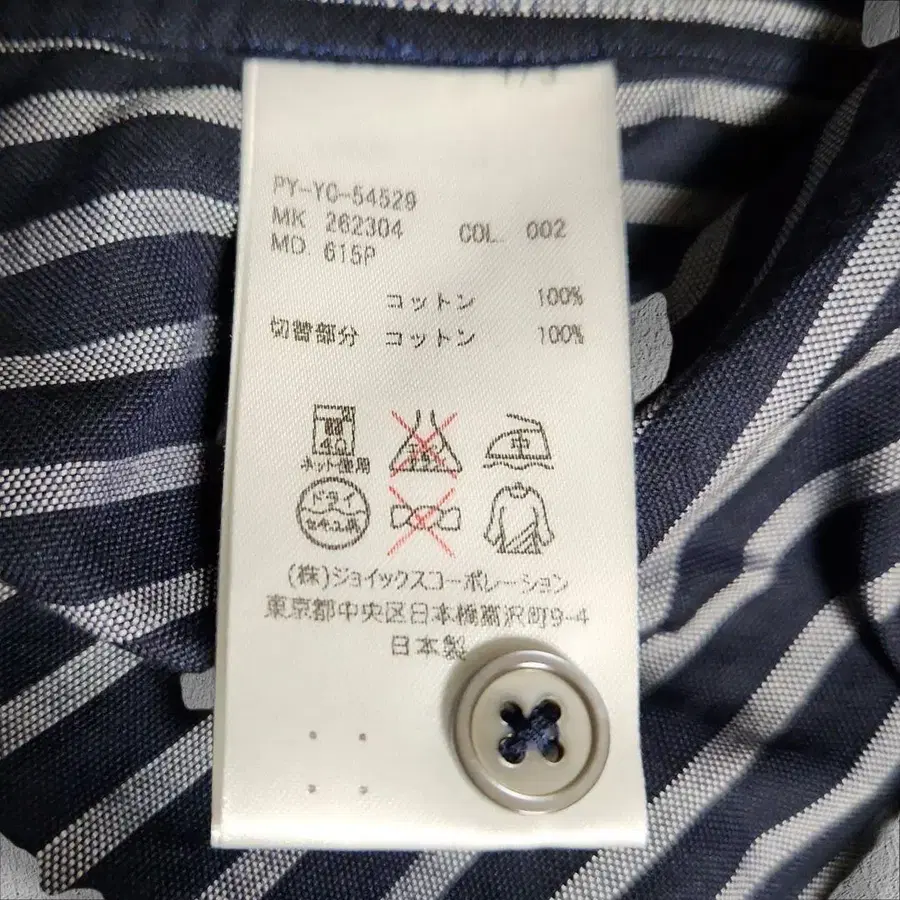 PY-YC-54529
MK 262304 COL. 002
MD. 615P
コットン 100%
切替部分 コットン 100%
40 中
ネット使用
ドライ
セキユ系
(株)ジョイックスコーポレーション
東京都中央区日本橋富沢町9-4
日本製